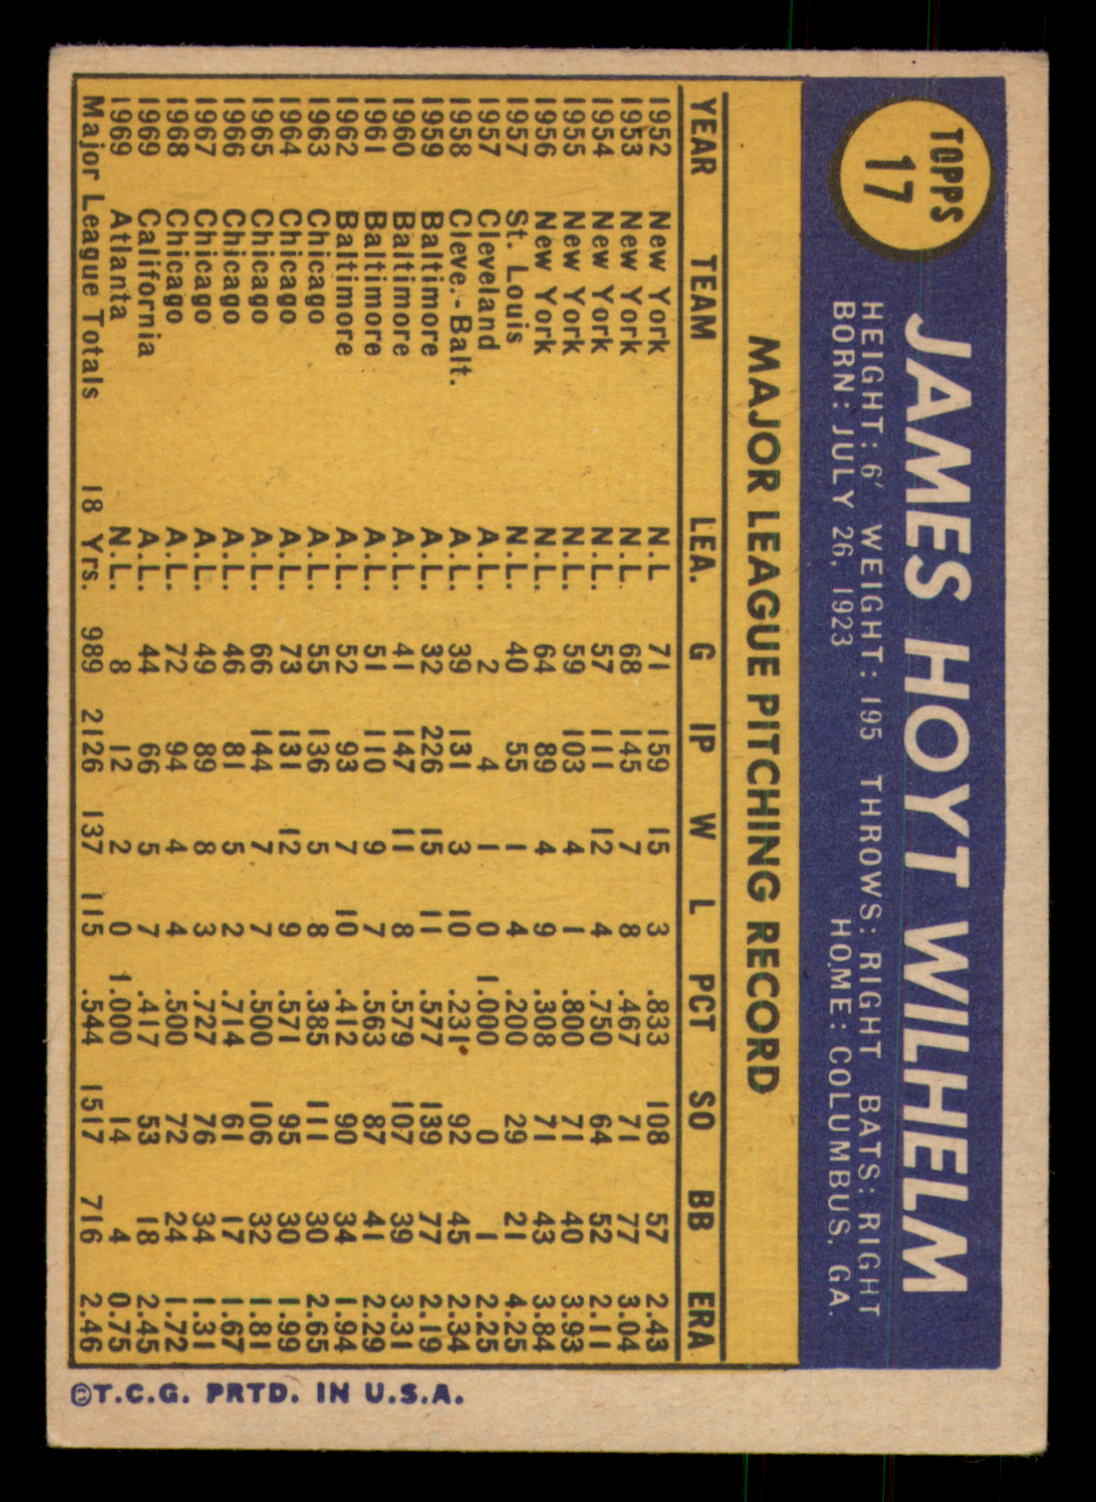 TOPPS
17
JAMES HOYT WILHELM
HEIGHT: 6' WEIGHT: 195 THROWS: RIGHT BATS: RIGHT
BORN: JULY 26, 1923 HOME: COLUMBUS, GA.
MAJOR LEAGUE PITCHING RECORD
YEAR TEAM LEA. G IP W L PCT SO BB ERA
1952 New York N.L 71 159 15 3 .833 108 57 2.43
1953 New York N.L. 68 145 7 8 .467 71 77 3.04
1954 New York N.L. 57 111 12 4 .750 64 52 2.11
1955 New York N.L. 59 103 4 1 .800 71 40 3.93
1956 New York N.L. 64 89 4 9 .308 71 43 3.84
1957 St. Louis N.L. 40 55 1 4 .200 29 21 4.25
1957 Cleveland A.L. 2 4 1 0 1.000 0 1 2.25
1958 Cleve.-Balt. A.L. 39 131 3 10 .231 92 45 2.34
1959 Baltimore A.L. 32 226 15 11 .577 139 77 2.19
1960 Baltimore A.L. 41 147 11 8 .579 107 39 3.31
1961 Baltimore A.L. 51 110 9 7 .563 87 41 2.29
1962 Baltimore A.L. 52 93 7 10 .412 90 34 1.94
1963 Chicago A.L. 55 136 5 8 .385 111 30 2.65
1964 Chicago A.L. 73 131 12 9 .571 95 30 1.99
1965 Chicago A.L. 66 144 7 7 .500 106 32 1.81
1966 Chicago A.L. 46 81 5 2 .714 61 17 1.67
1967 Chicago A.L. 49 89 8 3 .727 76 34 1.31
1968 Chicago A.L. 72 94 4 4 .500 72 24 1.72
1969 California A.L. 44 66 5 7 .417 53 18 2.45
1969 Atlanta N.L. 8 12 2 0 1.000 14 4 0.75
Major League Totals 18 Yrs. 989 2126 137 115 .544 1517 716 2.46
©T.C.G. PRTD. IN U.S.A.